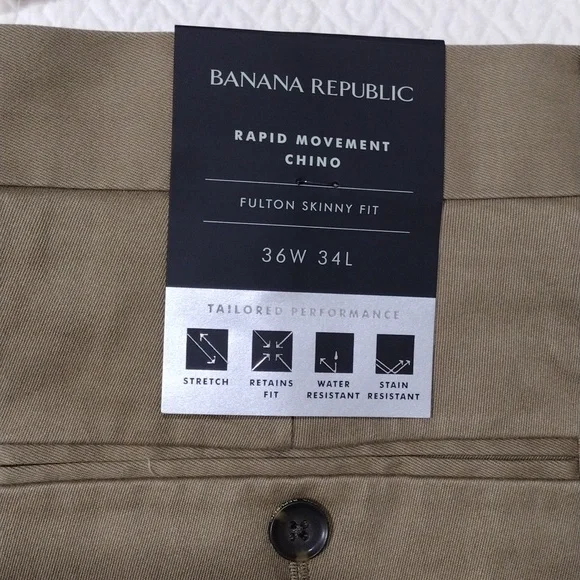 BANANA REPUBLIC
RAPID MOVEMENT
CHINO
FULTON SKINNY FIT
36W 34L
TAILORED PERFORMANCE
STRETCH
RETAINS
FIT
WATER
RESISTANT
STAIN
RESISTANT